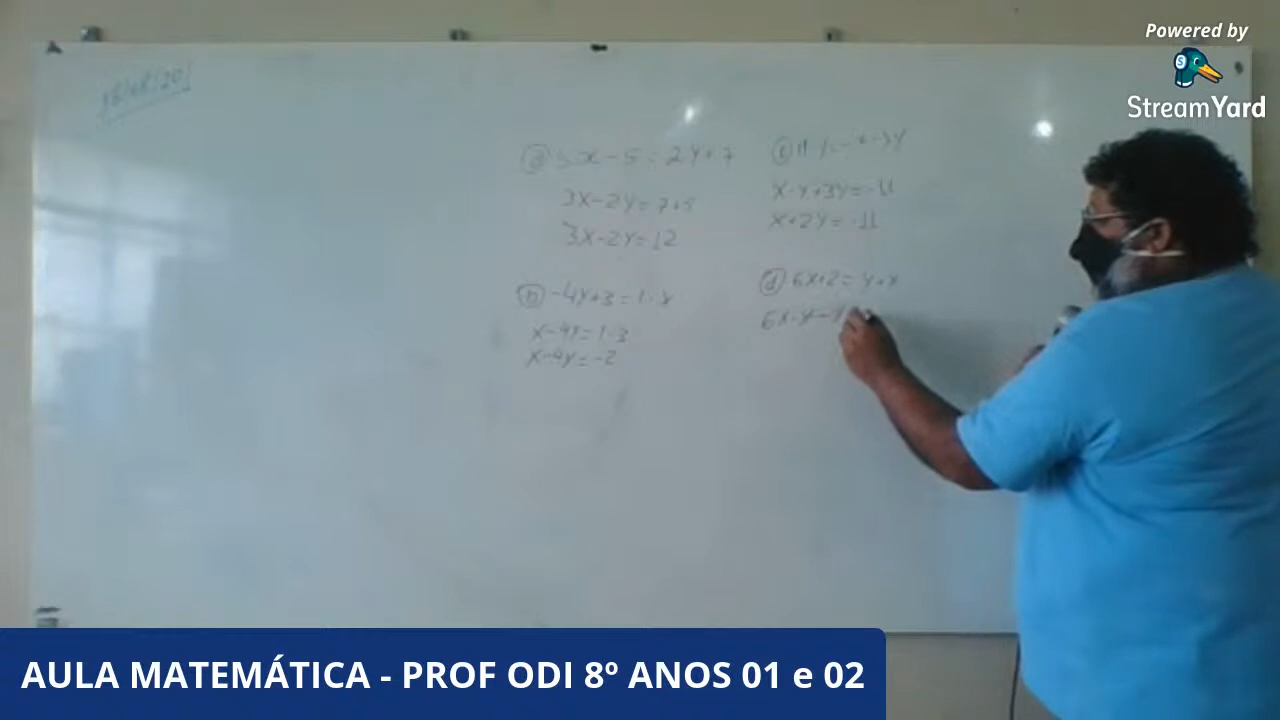 Powered by
StreamYard
a) 3x-5=2y+7
3x-2y=7+5
3x-2y=12
b) -4y+3=1-x
x-4y=1-3
x-4y=-2
c) 11
x-y+3y=-11
x+2y=-11
d) 6x+2=y+x
6x-x-y
AULA MATEMÁTICA - PROF ODI 8º ANOS 01 e 02